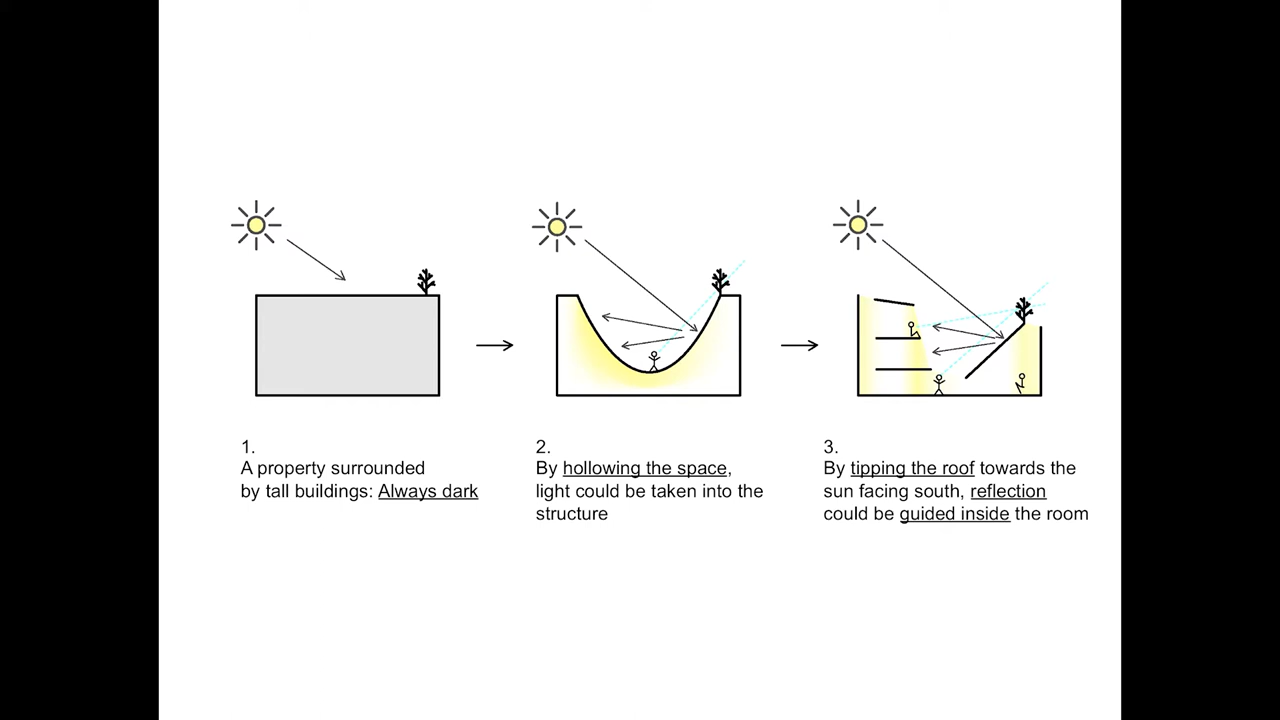 1.
A property surrounded
by tall buildings: Always dark
2.
By hollowing the space,
light could be taken into the
structure
3.
By tipping the roof towards the
sun facing south, reflection
could be guided inside the room